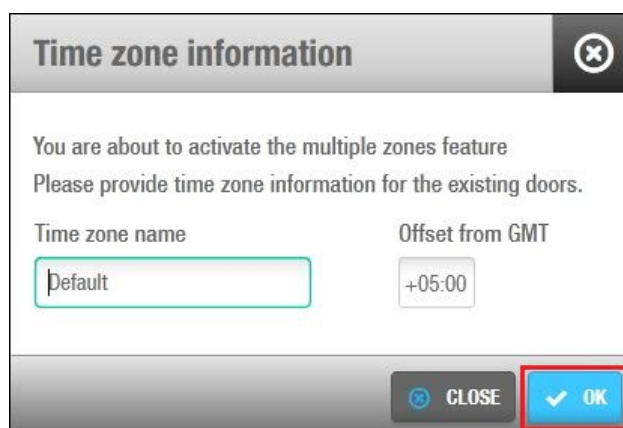 Time zone information
You are about to activate the multiple zones feature
Please provide time zone information for the existing doors.
Time zone name
Offset from GMT
Default
+05:00
CLOSE
OK